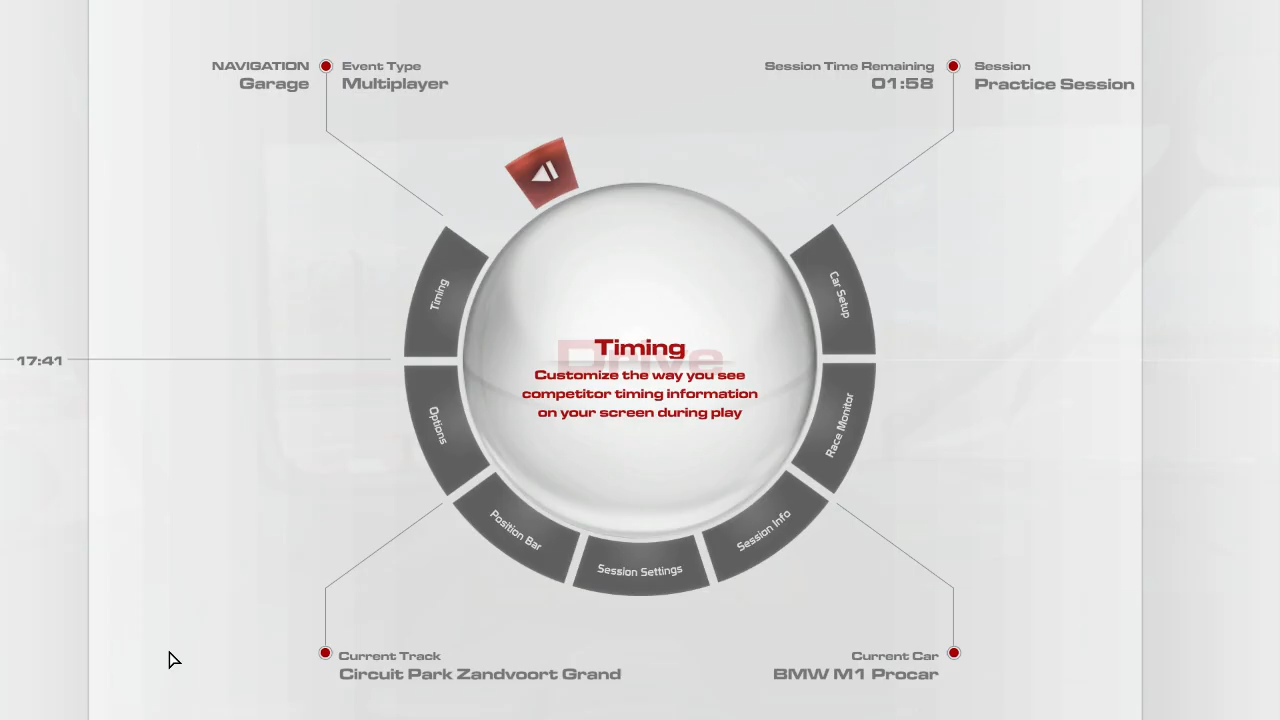 NAVIGATION
Garage
Event Type
Multiplayer
Session Time Remaining
01:58
Session
Practice Session
Timing
Car Setup
17:41
Drive
Timing
Customize the way you see
competitor timing information
on your screen during play
Options
Race Monitor
Position Bar
Session Info
Session Settings
Current Track
Circuit Park Zandvoort Grand
Current Car
BMW M1 Procar